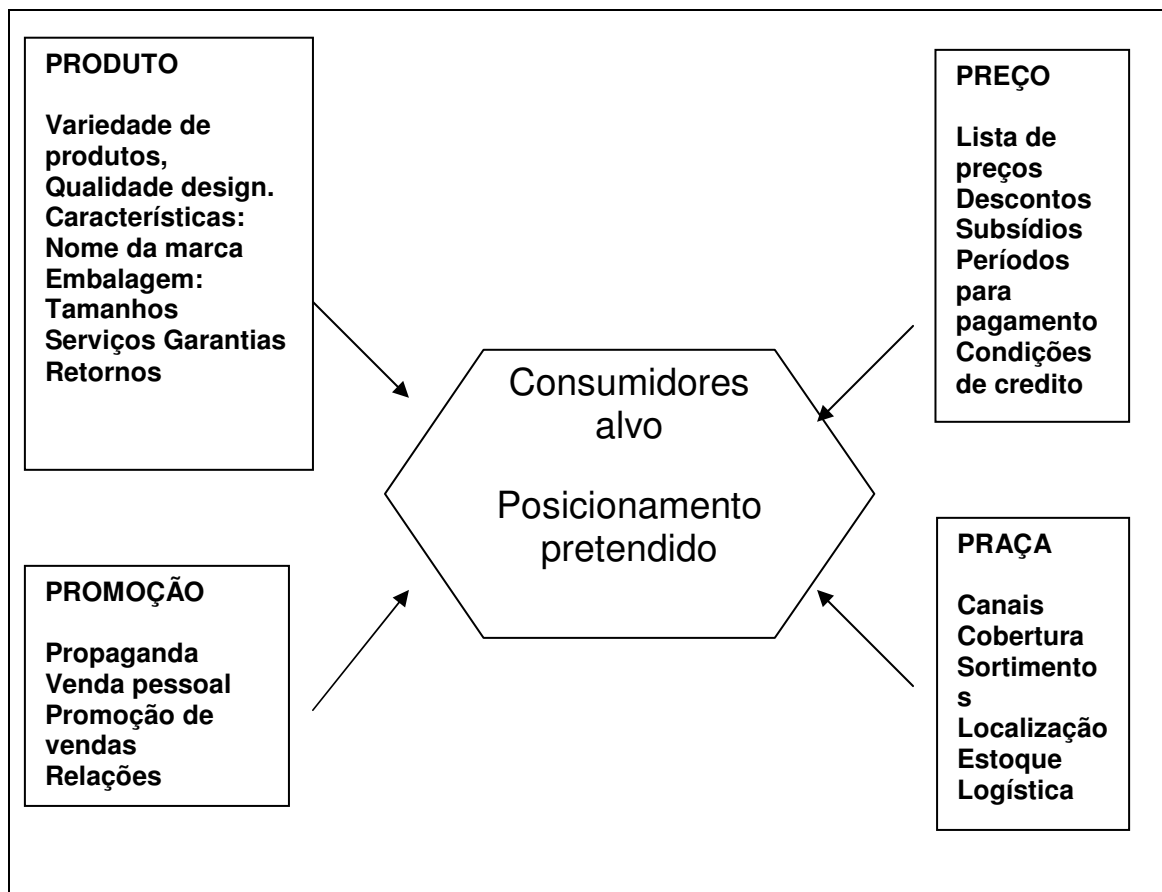 PRODUTO
Variedade de
produtos,
Qualidade design.
Características:
Nome da marca
Embalagem:
Tamanhos
Serviços Garantias
Retornos
PREÇO
Lista de
preços
Descontos
Subsídios
Períodos
para
pagamento
Condições
de credito
Consumidores
alvo
Posicionamento
pretendido
PROMOÇÃO
Propaganda
Venda pessoal
Promoção de
vendas
Relações
PRAÇA
Canais
Cobertura
Sortimento
s
Localização
Estoque
Logística